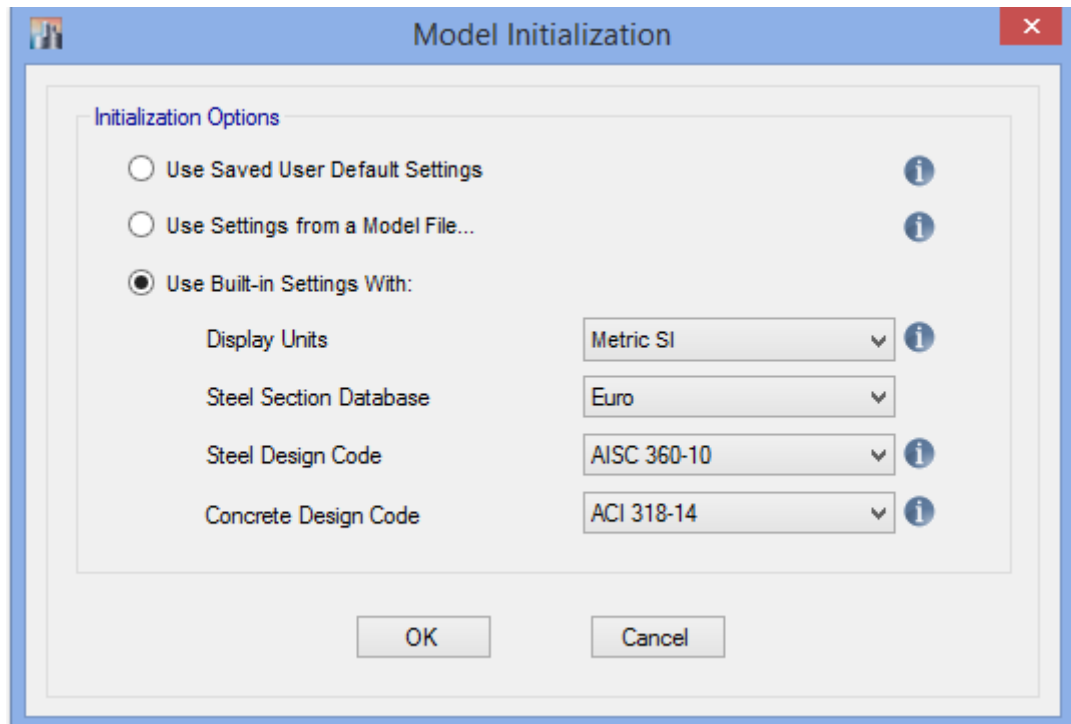 Model Initialization
Initialization Options
Use Saved User Default Settings
Use Settings from a Model File...
Use Built-in Settings With:
Display Units Metric SI
Steel Section Database Euro
Steel Design Code AISC 360-10
Concrete Design Code ACI 318-14
OK Cancel